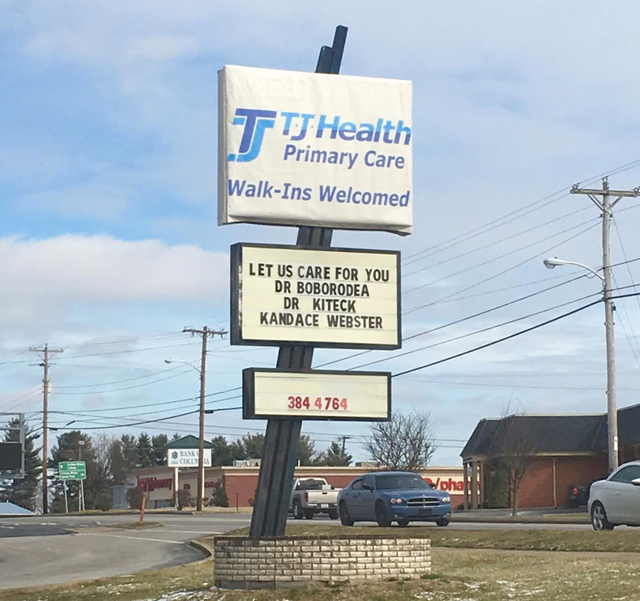 TJ T.J. Health
Primary Care
Walk-Ins Welcomed
LET US CARE FOR YOU
DR BOBORODEA
DR KITECK
KANDACE WEBSTER
384 4764
BANK of
COLUMBIA
/pha